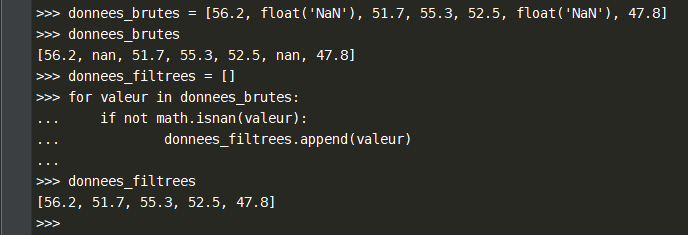 >>> donnees_brutes = [56.2, float('NaN'), 51.7, 55.3, 52.5, float('NaN'), 47.8]
>>> donnees_brutes
[56.2, nan, 51.7, 55.3, 52.5, nan, 47.8]
>>> donnees_filtrees = []
>>> for valeur in donnees_brutes:
...     if not math.isnan(valeur):
...             donnees_filtrees.append(valeur)
...
>>> donnees_filtrees
[56.2, 51.7, 55.3, 52.5, 47.8]
>>>